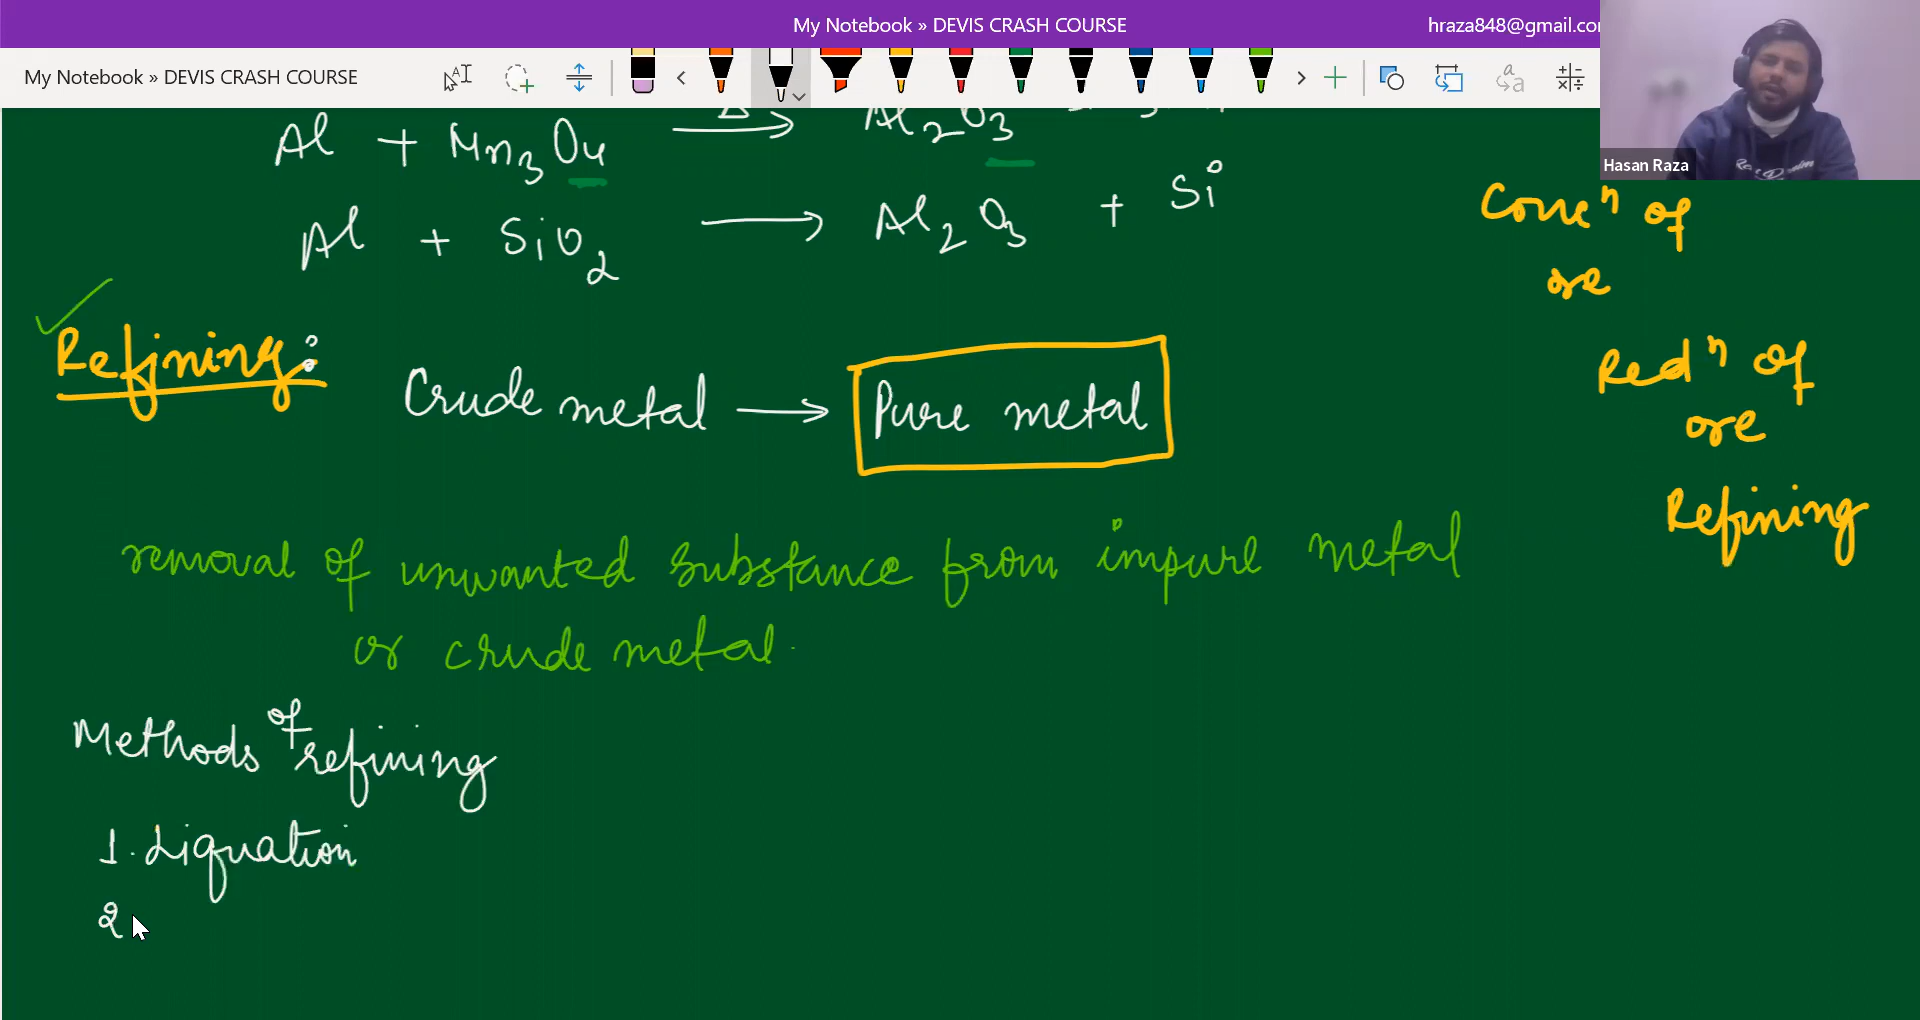 My Notebook » DEVIS CRASH COURSE
hraza848@gmail.co
My Notebook » DEVIS CRASH COURSE
Hasan Raza
Al + Mn₃O₄ —Δ→ Al₂O₃
Al + SiO₂ → Al₂O₃ + Si
Concⁿ of
ore
Redⁿ of
ore
Refining
Refining:
Crude metal → Pure metal
removal of unwanted substance from impure metal
or crude metal.
Methods of refining
1. Liquation
2